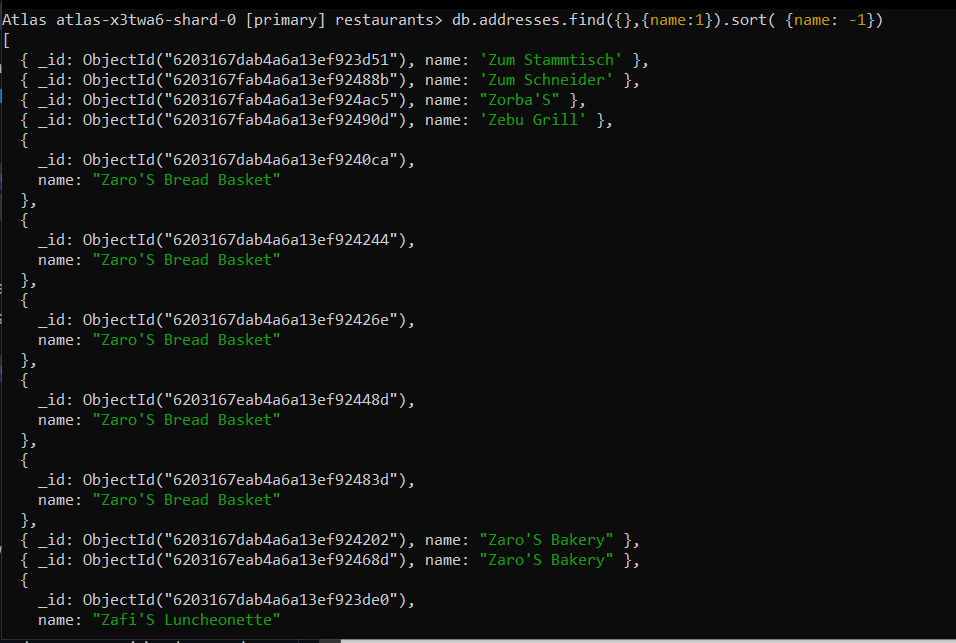 Atlas atlas-x3twa6-shard-0 [primary] restaurants> db.addresses.find({},{name:1}).sort( {name: -1})
[
  { _id: ObjectId("6203167dab4a6a13ef923d51"), name: 'Zum Stammtisch' },
  { _id: ObjectId("6203167fab4a6a13ef92488b"), name: 'Zum Schneider' },
  { _id: ObjectId("6203167fab4a6a13ef924ac5"), name: "Zorba'S" },
  { _id: ObjectId("6203167fab4a6a13ef92490d"), name: 'Zebu Grill' },
  {
    _id: ObjectId("6203167dab4a6a13ef9240ca"),
    name: "Zaro'S Bread Basket"
  },
  {
    _id: ObjectId("6203167dab4a6a13ef924244"),
    name: "Zaro'S Bread Basket"
  },
  {
    _id: ObjectId("6203167dab4a6a13ef92426e"),
    name: "Zaro'S Bread Basket"
  },
  {
    _id: ObjectId("6203167eab4a6a13ef92448d"),
    name: "Zaro'S Bread Basket"
  },
  {
    _id: ObjectId("6203167eab4a6a13ef92483d"),
    name: "Zaro'S Bread Basket"
  },
  { _id: ObjectId("6203167dab4a6a13ef924202"), name: "Zaro'S Bakery" },
  { _id: ObjectId("6203167eab4a6a13ef92468d"), name: "Zaro'S Bakery" },
  {
    _id: ObjectId("6203167dab4a6a13ef923de0"),
    name: "Zafi'S Luncheonette"